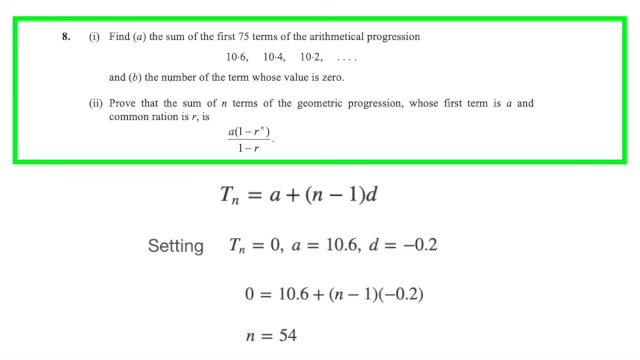 8. (i) Find (a) the sum of the first 75 terms of the arithmetical progression
10·6, 10·4, 10·2, ....
and (b) the number of the term whose value is zero.
(ii) Prove that the sum of n terms of the geometric progression, whose first term is a and
common ration is r, is
a(1 − rⁿ)
1 − r .
Tₙ = a + (n − 1)d
Setting Tₙ = 0, a = 10.6, d = −0.2
0 = 10.6 + (n − 1)(−0.2)
n = 54